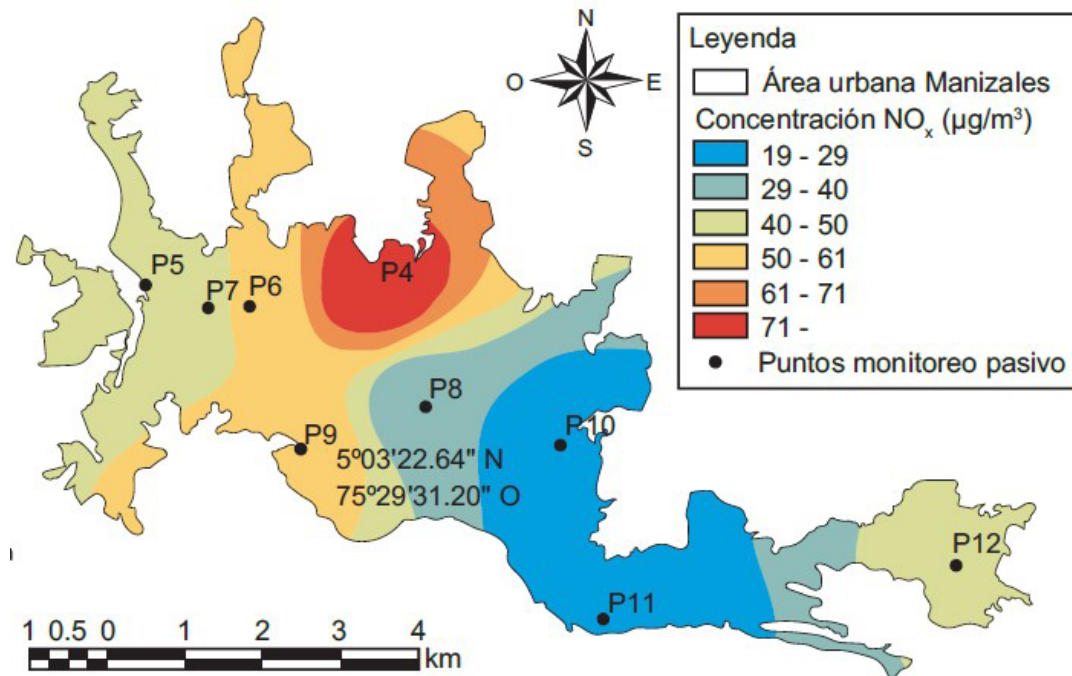 N
O
E
S
Leyenda
Área urbana Manizales
Concentración NOx (µg/m³)
19 - 29
29 - 40
40 - 50
50 - 61
61 - 71
71 -
Puntos monitoreo pasivo
P4
P5
P7
P6
P8
P9
P10
5º03'22.64" N
75º29'31.20" O
P12
P11
1 0.5 0 1 2 3 4
km